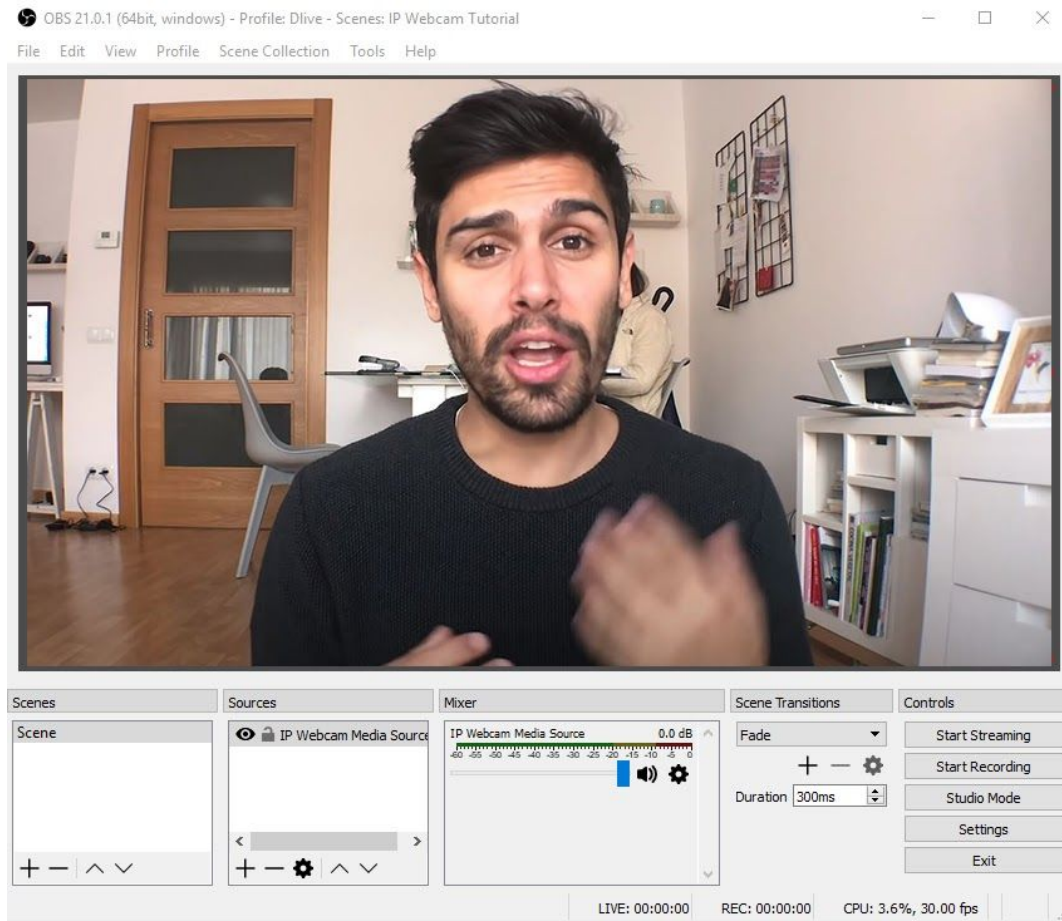 OBS 21.0.1 (64bit, windows) - Profile: Dlive - Scenes: IP Webcam Tutorial
File Edit View Profile Scene Collection Tools Help
Scenes
Scene
Sources
IP Webcam Media Source
Mixer
IP Webcam Media Source 0.0 dB
-60 -55 -50 -45 -40 -35 -30 -25 -20 -15 -10 -5 0
Scene Transitions
Fade
Duration 300ms
Controls
Start Streaming
Start Recording
Studio Mode
Settings
Exit
LIVE: 00:00:00 REC: 00:00:00 CPU: 3.6%, 30.00 fps